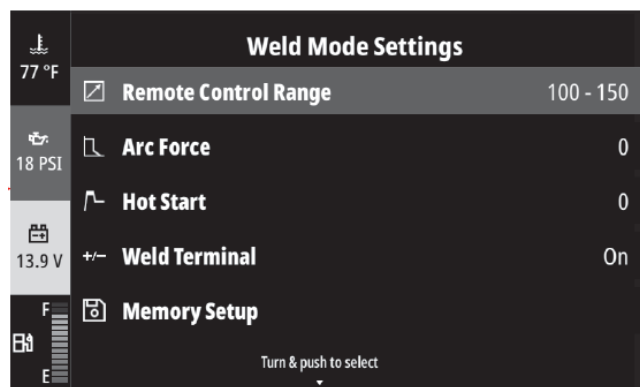 77 °F
18 PSI
13.9 V
F
E
Weld Mode Settings
Remote Control Range 100 - 150
Arc Force 0
Hot Start 0
+/- Weld Terminal On
Memory Setup
Turn & push to select